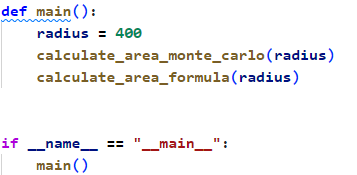 def main():
    radius = 400
    calculate_area_monte_carlo(radius)
    calculate_area_formula(radius)
if __name__ == "__main__":
    main()